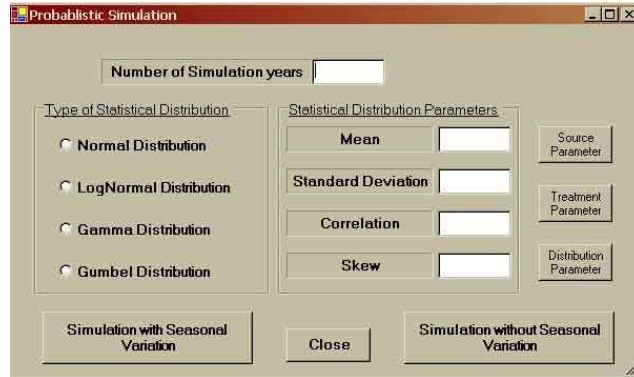 Probablistic Simulation
Number of Simulation years
Type of Statistical Distribution
Normal Distribution
LogNormal Distribution
Gamma Distribution
Gumbel Distribution
Statistical Distribution Parameters
Mean
Standard Deviation
Correlation
Skew
Source
Parameter
Treatment
Parameter
Distribution
Parameter
Simulation with Seasonal
Variation
Close
Simulation without Seasonal
Variation